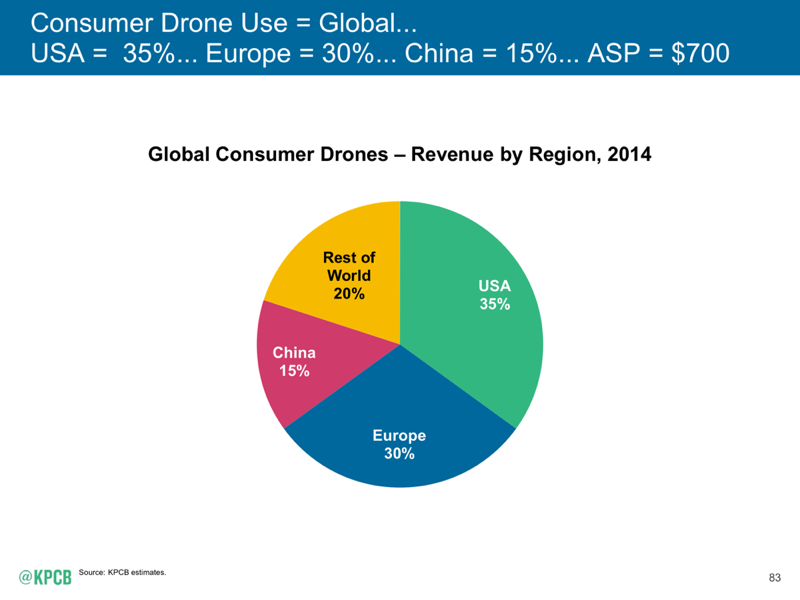 Consumer Drone Use = Global...
USA =  35%... Europe = 30%... China = 15%... ASP = $700
Global Consumer Drones – Revenue by Region, 2014
Rest of
World
20%
USA
35%
China
15%
Europe
30%
@KPCB
Source: KPCB estimates.
83